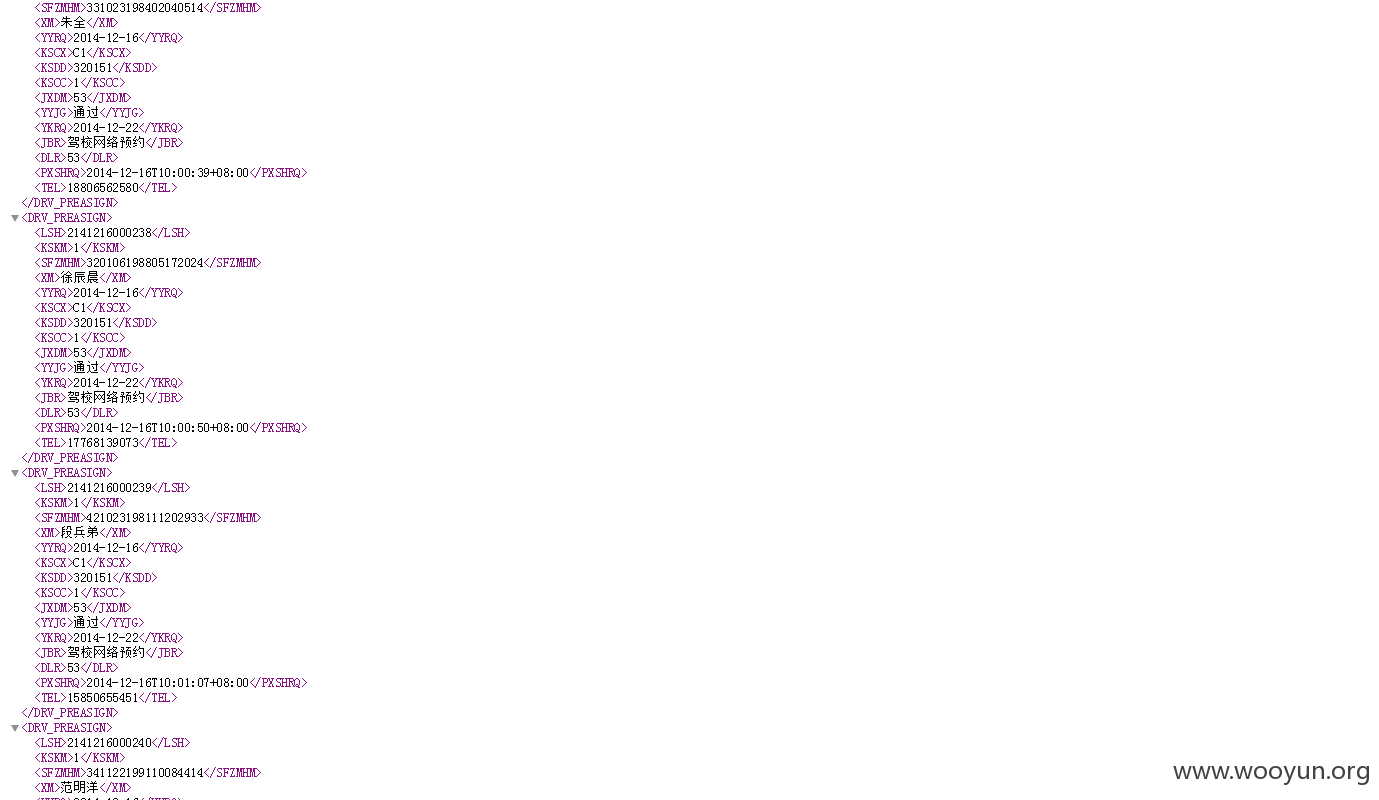 <SFZMHM>331023198402040514</SFZMHM>
<XM>朱全</XM>
<YYRQ>2014-12-16</YYRQ>
<KSCX>C1</KSCX>
<KSDD>320151</KSDD>
<KSCC>1</KSCC>
<JXDM>53</JXDM>
<YYJG>通过</YYJG>
<YKRQ>2014-12-22</YKRQ>
<JBR>驾校网络预约</JBR>
<DLR>53</DLR>
<PXSHRQ>2014-12-16T10:00:39+08:00</PXSHRQ>
<TEL>18806562580</TEL>
</DRV_PREASIGN>
<DRV_PREASIGN>
<LSH>2141216000238</LSH>
<KSKM>1</KSKM>
<SFZMHM>320106198805172024</SFZMHM>
<XM>徐辰晨</XM>
<YYRQ>2014-12-16</YYRQ>
<KSCX>C1</KSCX>
<KSDD>320151</KSDD>
<KSCC>1</KSCC>
<JXDM>53</JXDM>
<YYJG>通过</YYJG>
<YKRQ>2014-12-22</YKRQ>
<JBR>驾校网络预约</JBR>
<DLR>53</DLR>
<PXSHRQ>2014-12-16T10:00:50+08:00</PXSHRQ>
<TEL>17768139073</TEL>
</DRV_PREASIGN>
<DRV_PREASIGN>
<LSH>2141216000239</LSH>
<KSKM>1</KSKM>
<SFZMHM>421023198111202933</SFZMHM>
<XM>段兵弟</XM>
<YYRQ>2014-12-16</YYRQ>
<KSCX>C1</KSCX>
<KSDD>320151</KSDD>
<KSCC>1</KSCC>
<JXDM>53</JXDM>
<YYJG>通过</YYJG>
<YKRQ>2014-12-22</YKRQ>
<JBR>驾校网络预约</JBR>
<DLR>53</DLR>
<PXSHRQ>2014-12-16T10:01:07+08:00</PXSHRQ>
<TEL>15850655451</TEL>
</DRV_PREASIGN>
<DRV_PREASIGN>
<LSH>2141216000240</LSH>
<KSKM>1</KSKM>
<SFZMHM>341122199110084414</SFZMHM>
<XM>范明洋</XM>
www.wooyun.org